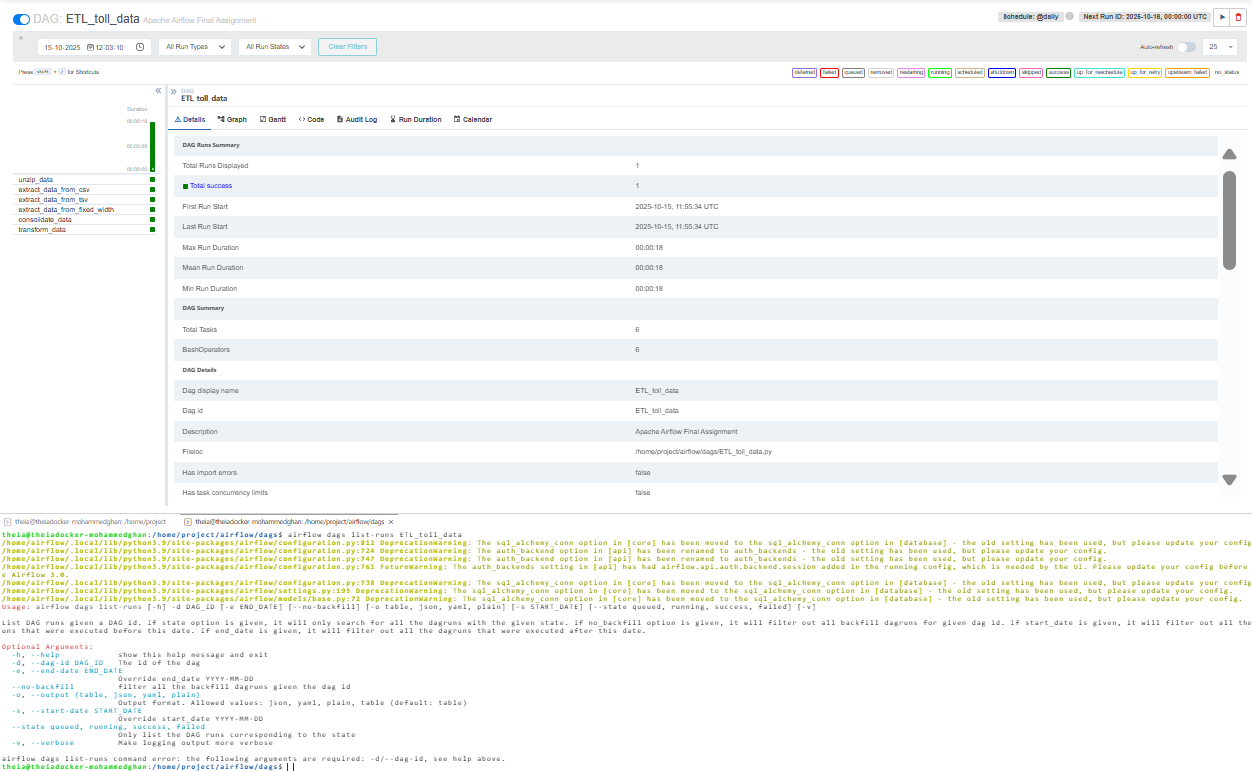 DAG: ETL_toll_data Apache Airflow Final Assignment
Schedule: @daily
Next Run ID: 2025-10-16, 00:00:00 UTC
15-10-2025 12:03:10
All Run Types
All Run States
Clear Filters
Auto-refresh
25
Press shift + / for Shortcuts
deferred failed queued removed restarting running scheduled shutdown skipped success up_for_reschedule up_for_retry upstream_failed no_status
Duration
00:00:18
00:00:09
00:00:00
unzip_data
extract_data_from_csv
extract_data_from_tsv
extract_data_from_fixed_width
consolidate_data
transform_data
DAG
ETL_toll_data
Details Graph Gantt Code Audit Log Run Duration Calendar
DAG Runs Summary
Total Runs Displayed 1
Total success 1
First Run Start 2025-10-15, 11:55:34 UTC
Last Run Start 2025-10-15, 11:55:34 UTC
Max Run Duration 00:00:18
Mean Run Duration 00:00:18
Min Run Duration 00:00:18
DAG Summary
Total Tasks 6
BashOperators 6
DAG Details
Dag display name ETL_toll_data
Dag id ETL_toll_data
Description Apache Airflow Final Assignment
Fileloc /home/project/airflow/dags/ETL_toll_data.py
Has import errors false
Has task concurrency limits false
theia@theiadocker-mohammedghan: /home/project
theia@theiadocker-mohammedghan: /home/project/airflow/dags ×
theia@theiadocker-mohammedghan:/home/project/airflow/dags$ airflow dags list-runs ETL_toll_data
/home/airflow/.local/lib/python3.9/site-packages/airflow/configuration.py:812 DeprecationWarning: The sql_alchemy_conn option in [core] has been moved to the sql_alchemy_conn option in [database] - the old setting has been used, but please update your config.
/home/airflow/.local/lib/python3.9/site-packages/airflow/configuration.py:724 DeprecationWarning: The auth_backend option in [api] has been renamed to auth_backends - the old setting has been used, but please update your config.
/home/airflow/.local/lib/python3.9/site-packages/airflow/configuration.py:747 DeprecationWarning: The auth_backend option in [api] has been renamed to auth_backends - the old setting has been used, but please update your config.
/home/airflow/.local/lib/python3.9/site-packages/airflow/configuration.py:761 FutureWarning: The auth_backends setting in [api] has had airflow.api.auth.backend.session added in the running config, which is needed by the UI. Please update your config before
e Airflow 3.0.
/home/airflow/.local/lib/python3.9/site-packages/airflow/configuration.py:738 DeprecationWarning: The sql_alchemy_conn option in [core] has been moved to the sql_alchemy_conn option in [database] - the old setting has been used, but please update your config.
/home/airflow/.local/lib/python3.9/site-packages/airflow/settings.py:195 DeprecationWarning: The sql_alchemy_conn option in [core] has been moved to the sql_alchemy_conn option in [database] - the old setting has been used, but please update your config.
/home/airflow/.local/lib/python3.9/site-packages/airflow/models/base.py:72 DeprecationWarning: The sql_alchemy_conn option in [core] has been moved to the sql_alchemy_conn option in [database] - the old setting has been used, but please update your config.
Usage: airflow dags list-runs [-h] -d DAG_ID [-e END_DATE] [--no-backfill] [-o table, json, yaml, plain] [-s START_DATE] [--state queued, running, success, failed] [-v]
List DAG runs given a DAG id. If state option is given, it will only search for all the dagruns with the given state. If no_backfill option is given, it will filter out all backfill dagruns for given dag id. If start_date is given, it will filter out all the
uns that were executed before this date. If end_date is given, it will filter out all the dagruns that were executed after this date.
Optional Arguments:
-h, --help show this help message and exit
-d, --dag-id DAG_ID The id of the dag
-e, --end-date END_DATE
Override end_date YYYY-MM-DD
--no-backfill filter all the backfill dagruns given the dag id
-o, --output (table, json, yaml, plain)
Output format. Allowed values: json, yaml, plain, table (default: table)
-s, --start-date START_DATE
Override start_date YYYY-MM-DD
--state queued, running, success, failed
Only list the DAG runs corresponding to the state
-v, --verbose Make logging output more verbose
airflow dags list-runs command error: the following arguments are required: -d/--dag-id, see help above.
theia@theiadocker-mohammedghan:/home/project/airflow/dags$